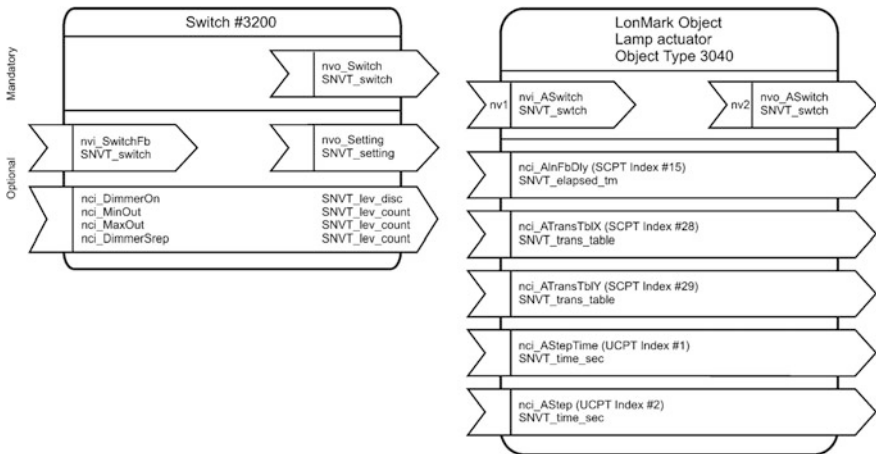 Switch #3200
Mandatory
nvo_Switch
SNVT_switch
Optional
nvi_SwitchFb
SNVT_switch
nvo_Setting
SNVT_setting
nci_DimmerOn SNVT_lev_disc
nci_MinOut SNVT_lev_count
nci_MaxOut SNVT_lev_count
nci_DimmerSrep SNVT_lev_count
LonMark Object
Lamp actuator
Object Type 3040
nv1
nvi_ASwitch
SNVT_swtch
nv2
nvo_ASwitch
SNVT_swtch
nci_AlnFbDly (SCPT Index #15)
SNVT_elapsed_tm
nci_ATransTblX (SCPT Index #28)
SNVT_trans_table
nci_ATransTblY (SCPT Index #29)
SNVT_trans_table
nci_AStepTime (UCPT Index #1)
SNVT_time_sec
nci_AStep (UCPT Index #2)
SNVT_time_sec